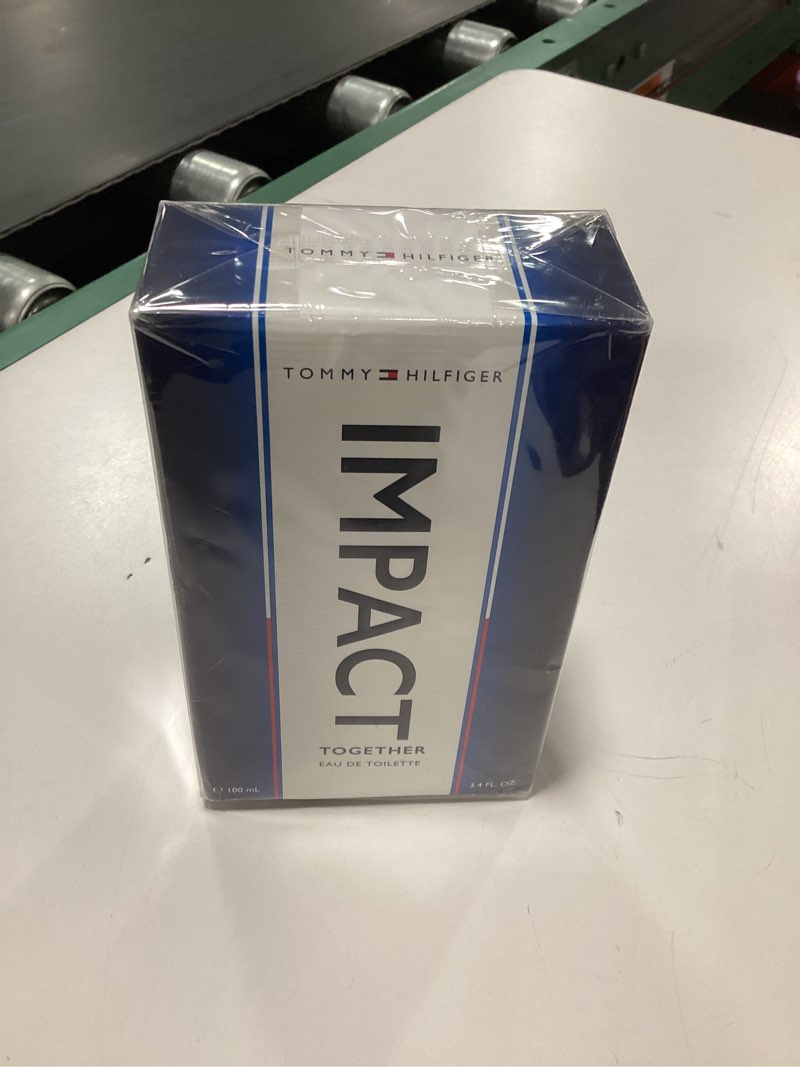 TOMMY HILFIGER
TOMMY HILFIGER
IMPACT
TOGETHER
EAU DE TOILETTE
℮ 100 mL
3.4 FL. OZ.